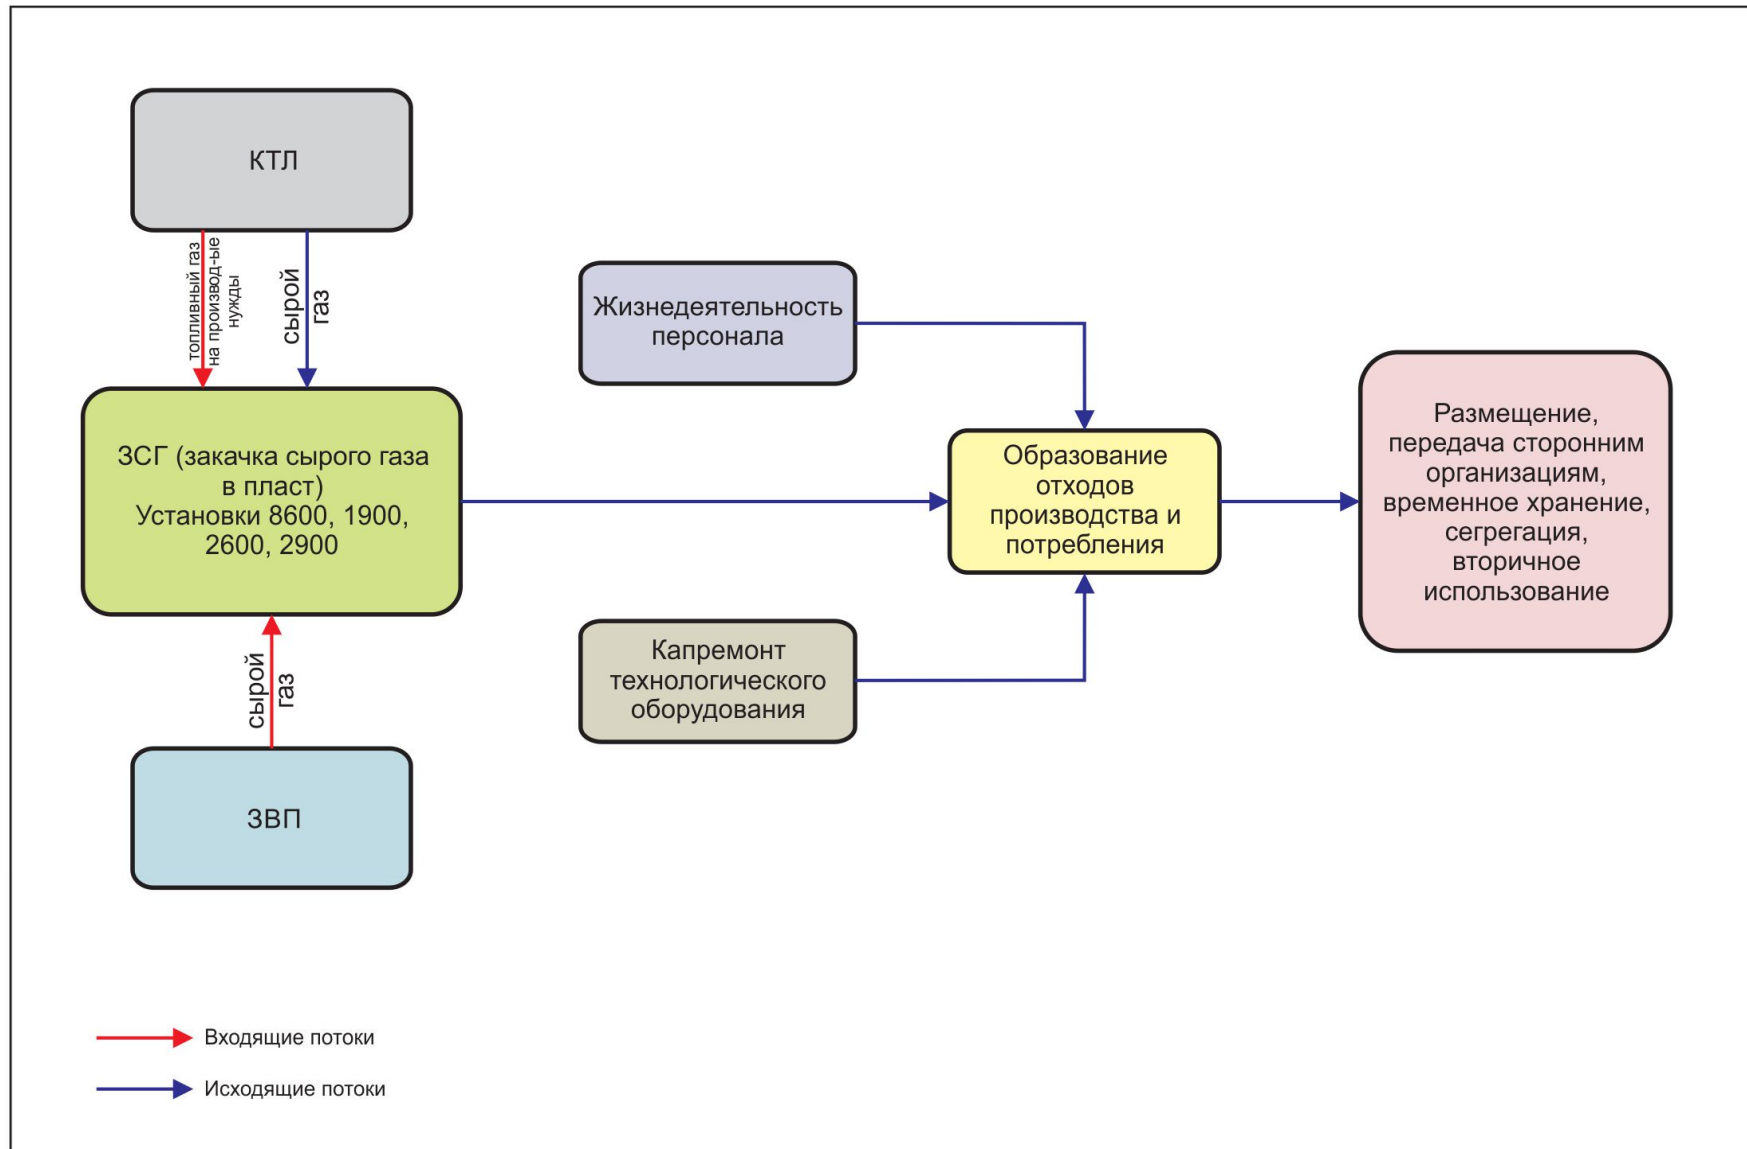 КТЛ
топливный газ
на производ-ые
нужды
сырой
газ
Жизнедеятельность
персонала
ЗСГ (закачка сырого газа
в пласт)
Установки 8600, 1900,
2600, 2900
Образование
отходов
производства и
потребления
Размещение,
передача сторонним
организациям,
временное хранение,
сегрегация,
вторичное
использование
Капремонт
технологического
оборудования
сырой
газ
ЗВП
Входящие потоки
Исходящие потоки